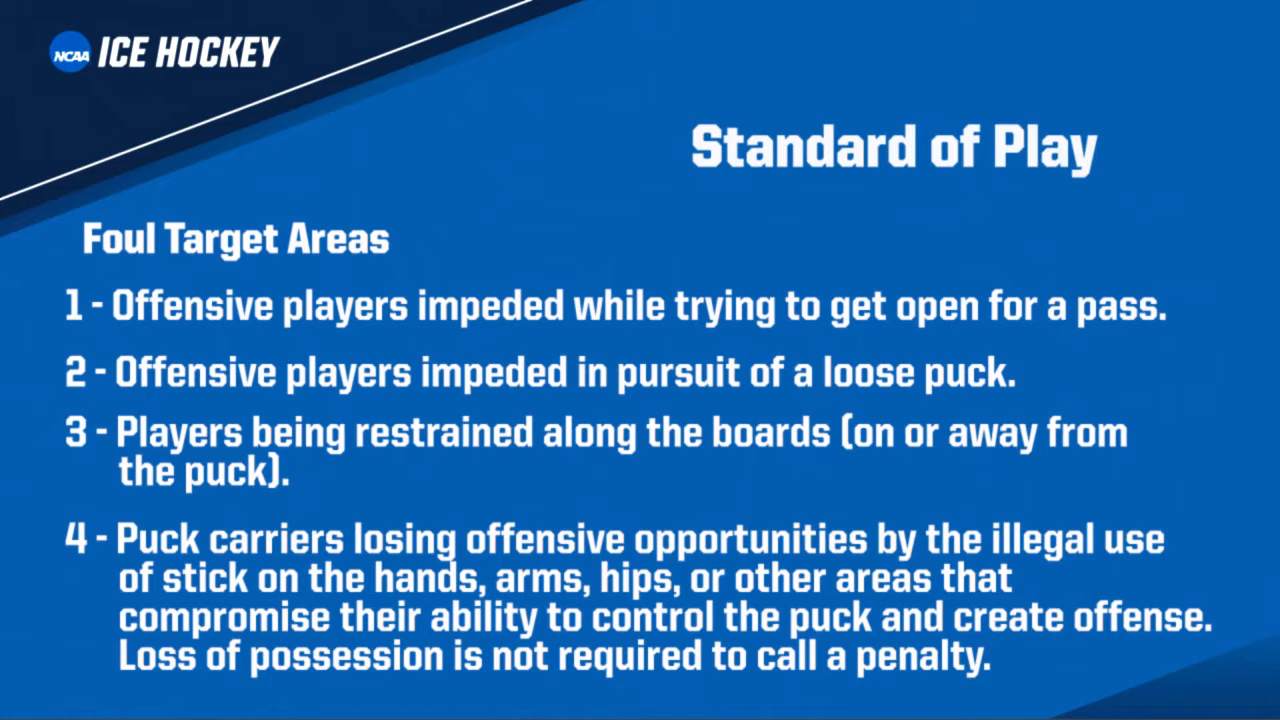 NCAA ICE HOCKEY
Standard of Play
Foul Target Areas
1 - Offensive players impeded while trying to get open for a pass.
2 - Offensive players impeded in pursuit of a loose puck.
3 - Players being restrained along the boards (on or away from
the puck).
4 - Puck carriers losing offensive opportunities by the illegal use
of stick on the hands, arms, hips, or other areas that
compromise their ability to control the puck and create offense.
Loss of possession is not required to call a penalty.